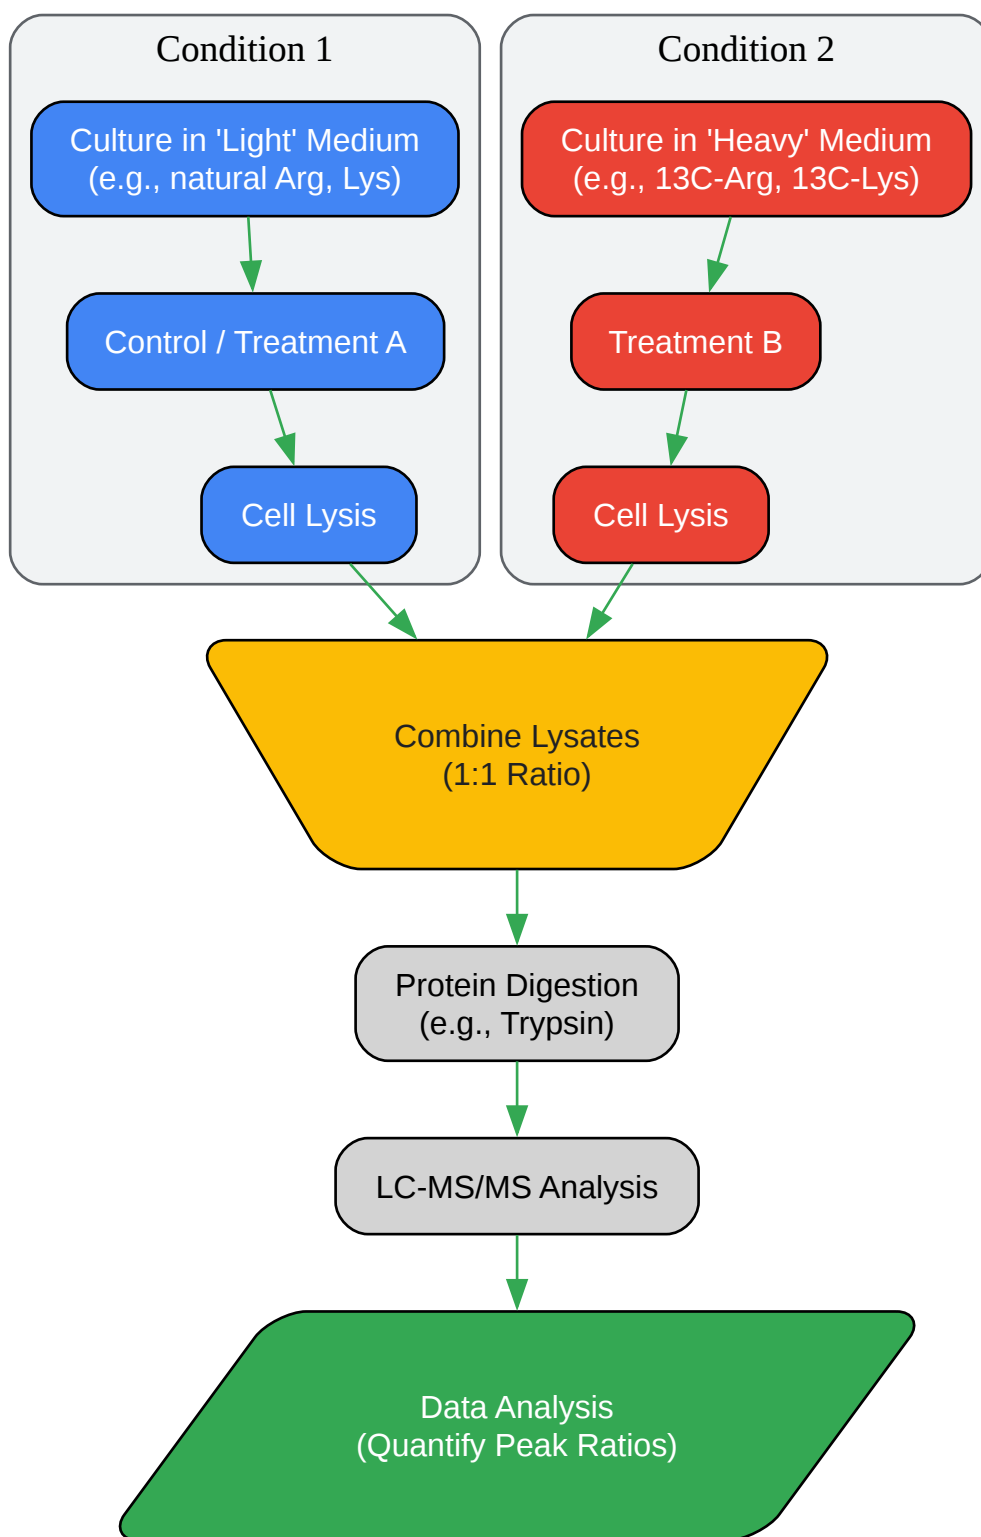 Condition 1
Culture in 'Light' Medium
(e.g., natural Arg, Lys)
Control / Treatment A
Cell Lysis
Condition 2
Culture in 'Heavy' Medium
(e.g., 13C-Arg, 13C-Lys)
Treatment B
Cell Lysis
Combine Lysates
(1:1 Ratio)
Protein Digestion
(e.g., Trypsin)
LC-MS/MS Analysis
Data Analysis
(Quantify Peak Ratios)